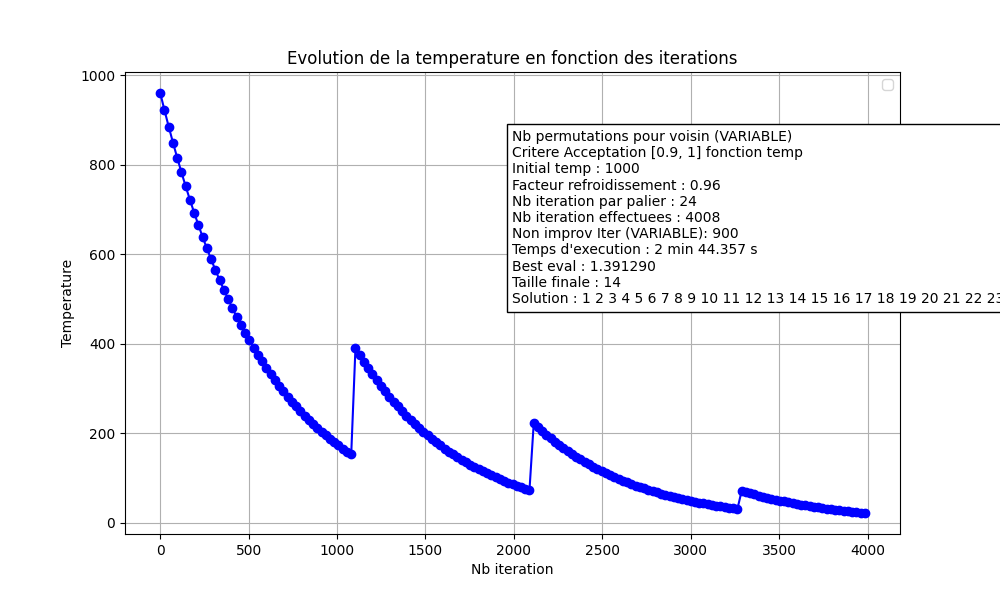 Evolution de la temperature en fonction des iterations
1000
800
600
400
200
0
Temperature
Nb permutations pour voisin (VARIABLE)
Critere Acceptation [0.9, 1] fonction temp
Initial temp : 1000
Facteur refroidissement : 0.96
Nb iteration par palier : 24
Nb iteration effectuees : 4008
Non improv Iter (VARIABLE): 900
Temps d'execution : 2 min 44.357 s
Best eval : 1.391290
Taille finale : 14
Solution : 1 2 3 4 5 6 7 8 9 10 11 12 13 14 15 16 17 18 19 20 21 22 23
0 500 1000 1500 2000 2500 3000 3500 4000
Nb iteration